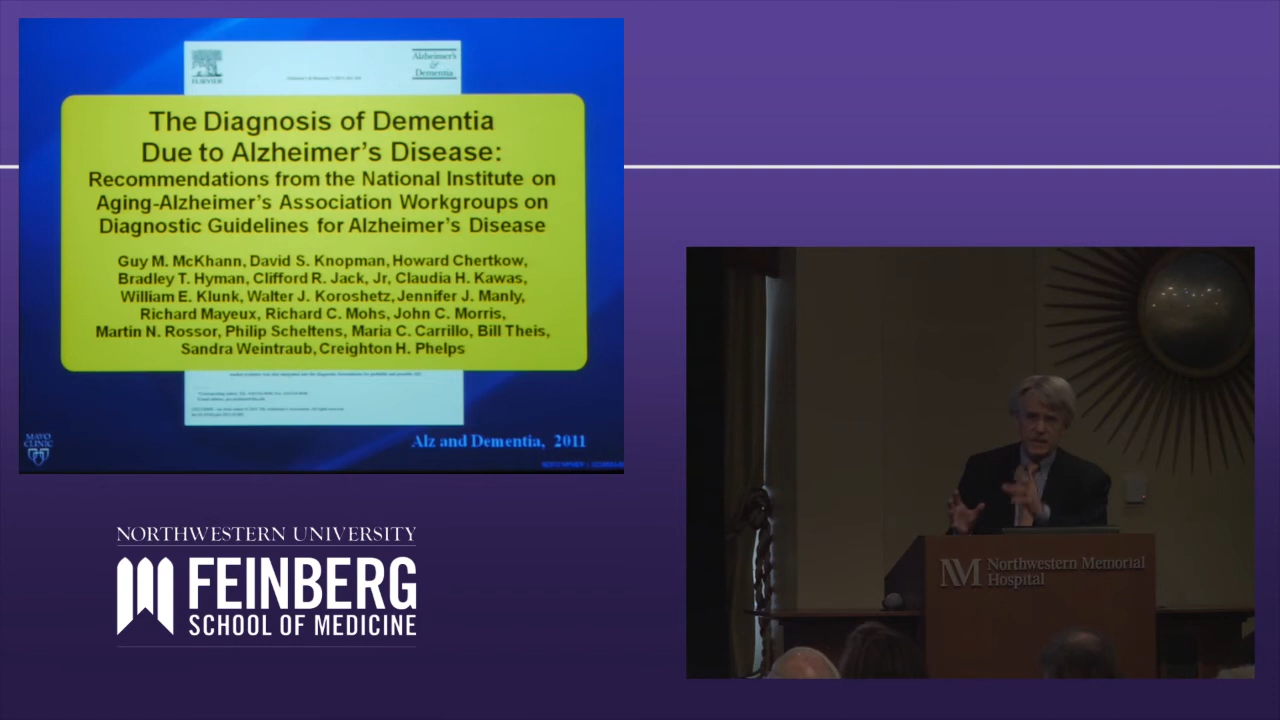 ELSEVIER
Alzheimer's
&
Dementia
The Diagnosis of Dementia
Due to Alzheimer's Disease:
Recommendations from the National Institute on
Aging-Alzheimer's Association Workgroups on
Diagnostic Guidelines for Alzheimer's Disease
Guy M. McKhann, David S. Knopman, Howard Chertkow,
Bradley T. Hyman, Clifford R. Jack, Jr, Claudia H. Kawas,
William E. Klunk, Walter J. Koroshetz, Jennifer J. Manly,
Richard Mayeux, Richard C. Mohs, John C. Morris,
Martin N. Rossor, Philip Scheltens, Maria C. Carrillo, Bill Theis,
Sandra Weintraub, Creighton H. Phelps
MAYO
CLINIC
Alz and Dementia, 2011
NORTHWESTERN UNIVERSITY
FEINBERG
SCHOOL OF MEDICINE
NM Northwestern Memorial
Hospital